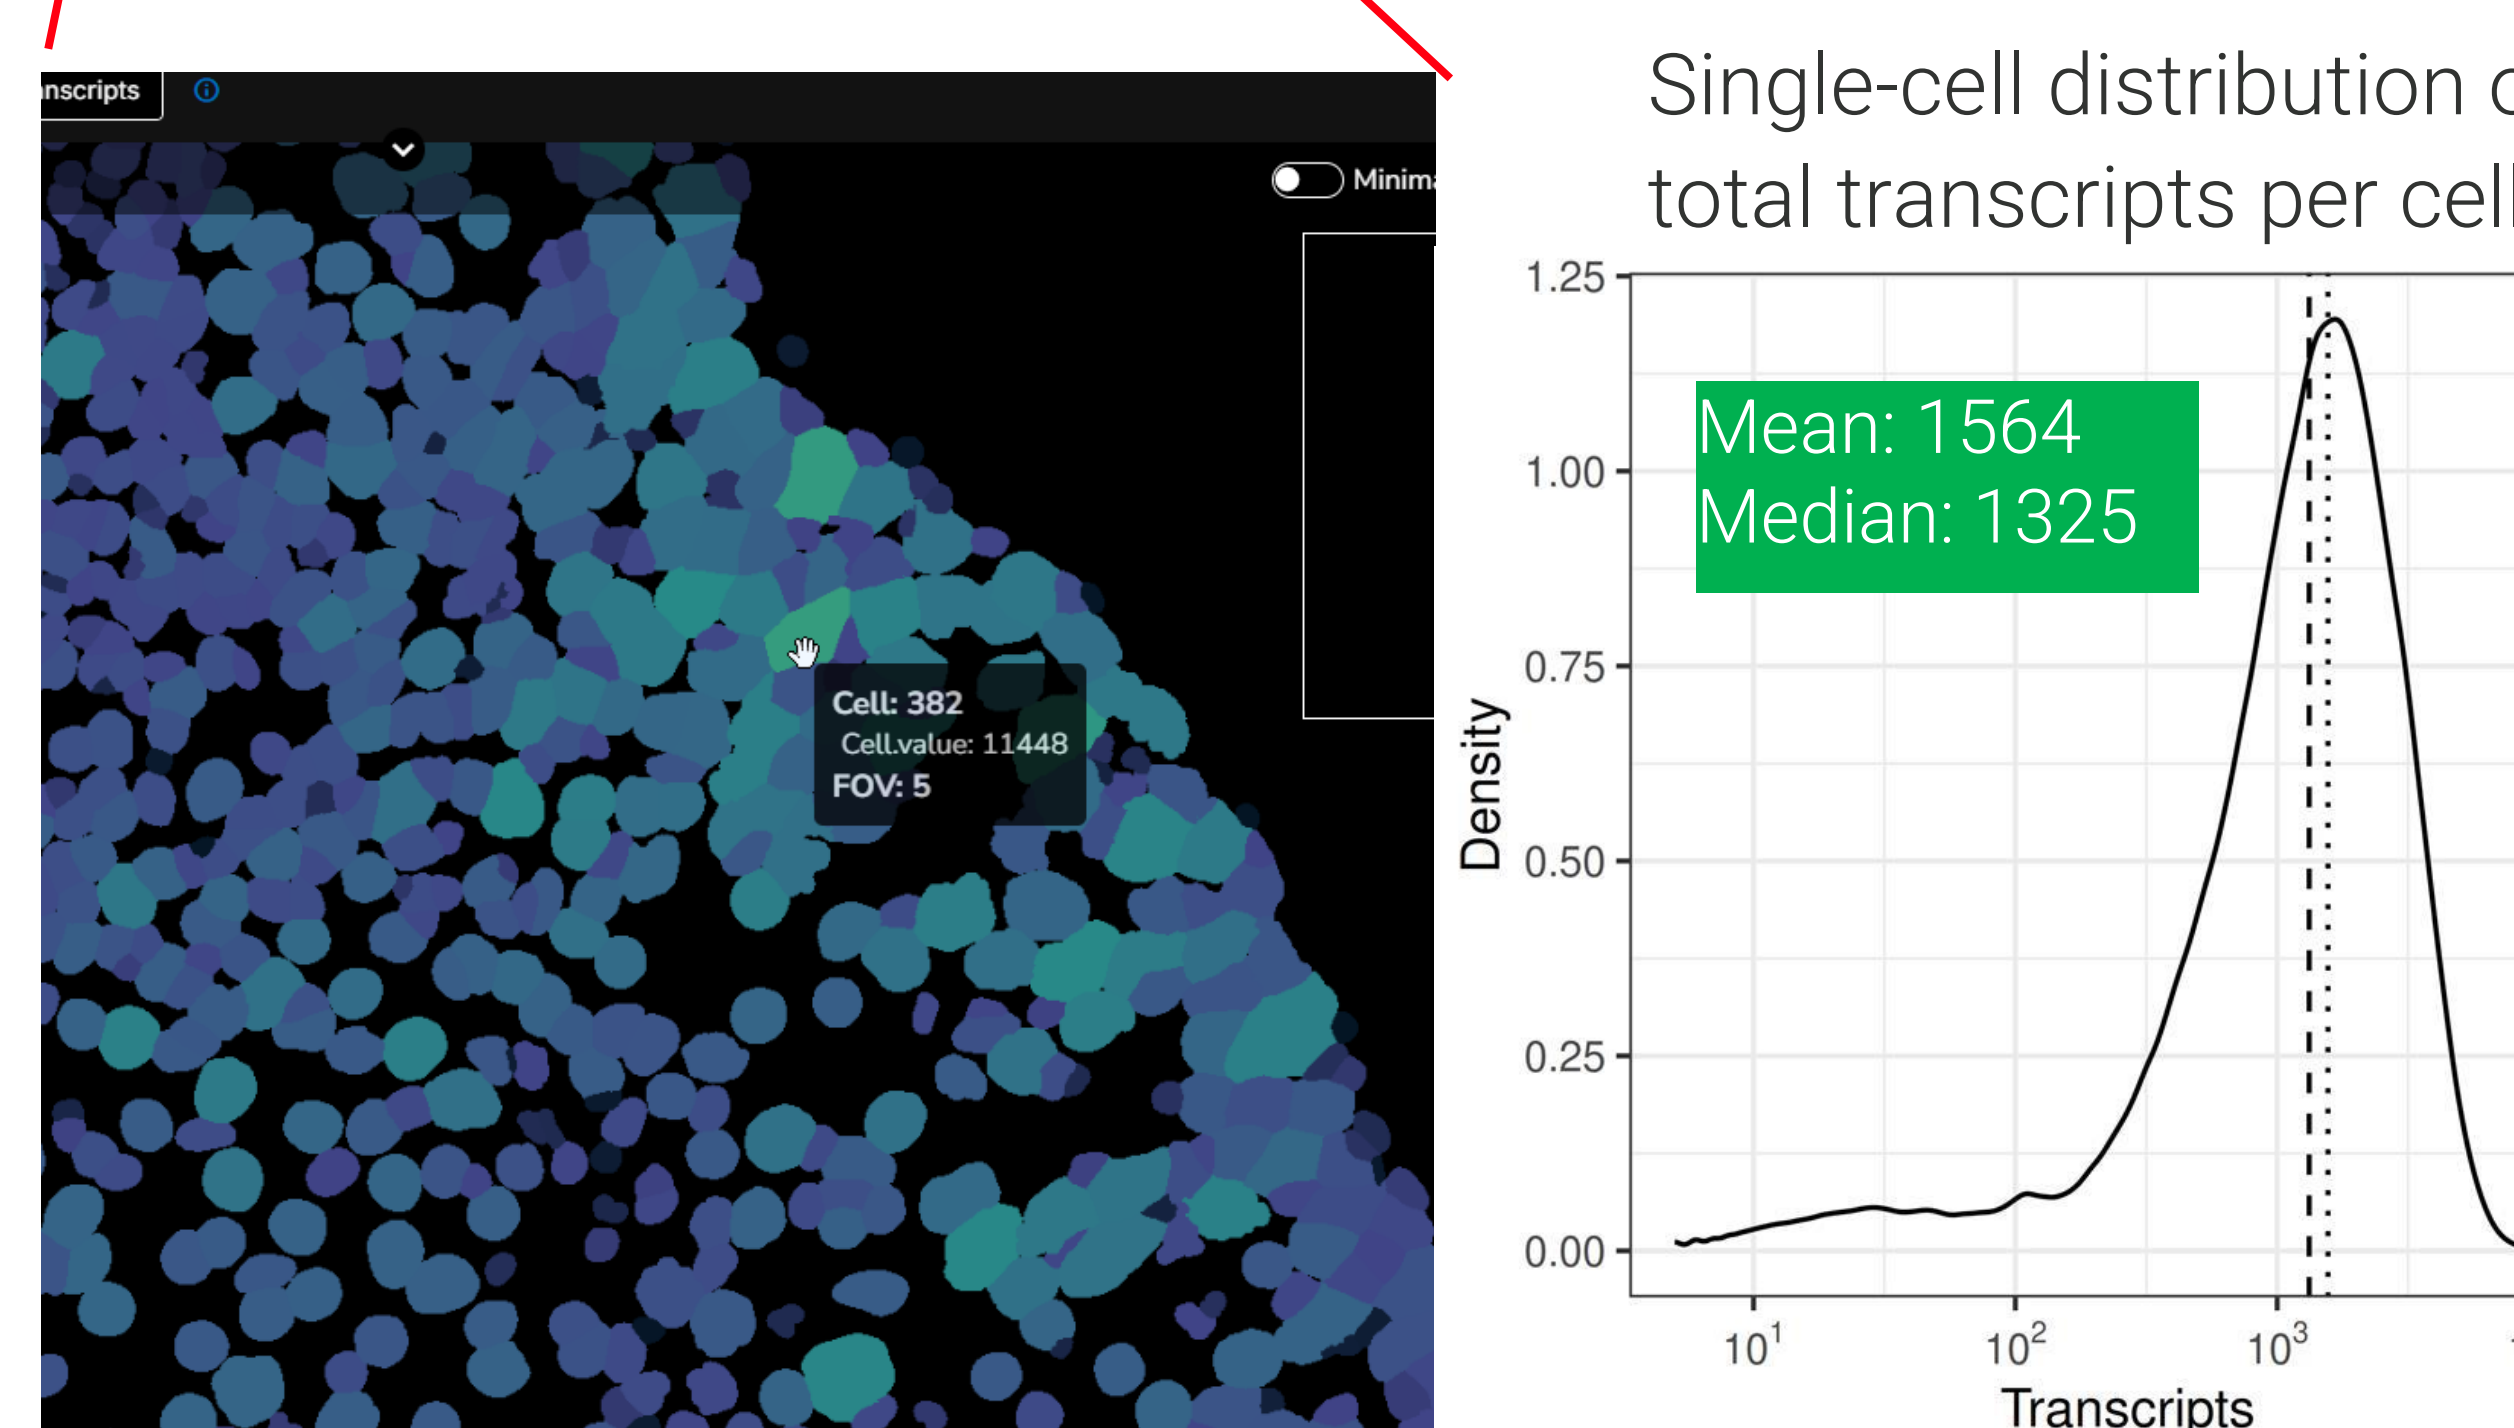 Single-cell distribution
total transcripts per cell
Minim
Cell: 382
Cell.value: 11448
FOV: 5
Mean: 1564
Median: 1325
Density
1.25
1.00
0.75
0.50
0.25
0.00
10¹ 10² 10³
Transcripts